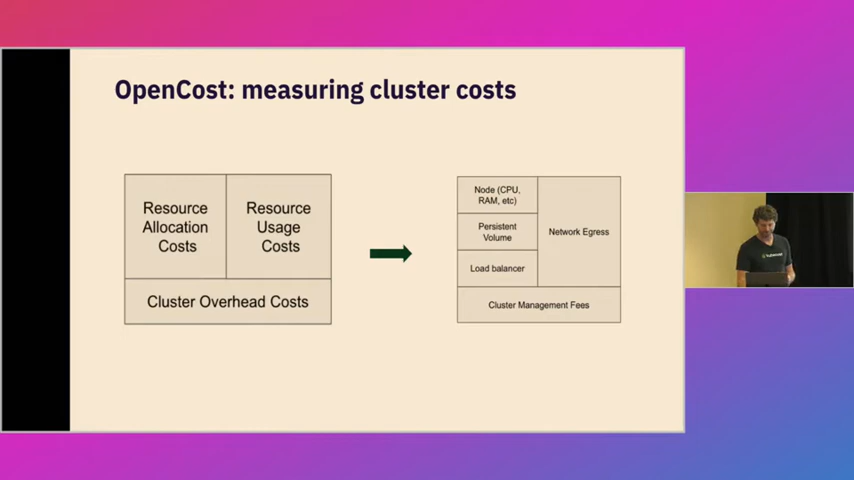 OpenCost: measuring cluster costs
Resource
Allocation
Costs
Resource
Usage
Costs
Cluster Overhead Costs
Node (CPU,
RAM, etc)
Persistent
Volume
Load balancer
Network Egress
Cluster Management Fees